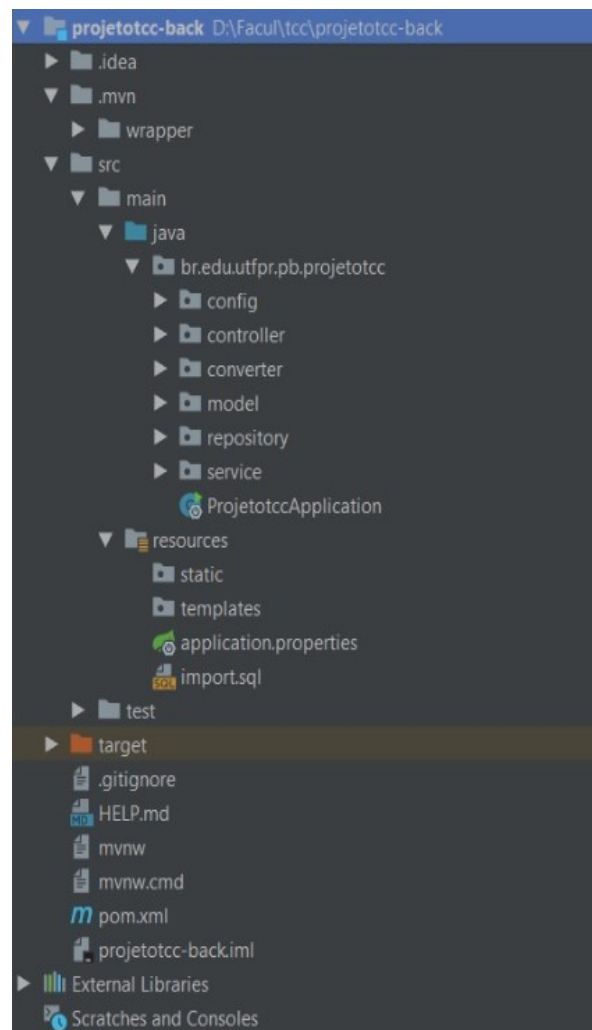 projetotcc-back D:\Facul\tcc\projetotcc-back
.idea
.mvn
wrapper
src
main
java
br.edu.utfpr.pb.projetotcc
config
controller
converter
model
repository
service
ProjetotccApplication
resources
static
templates
application.properties
import.sql
test
target
.gitignore
HELP.md
mvnw
mvnw.cmd
pom.xml
projetotcc-back.iml
External Libraries
Scratches and Consoles